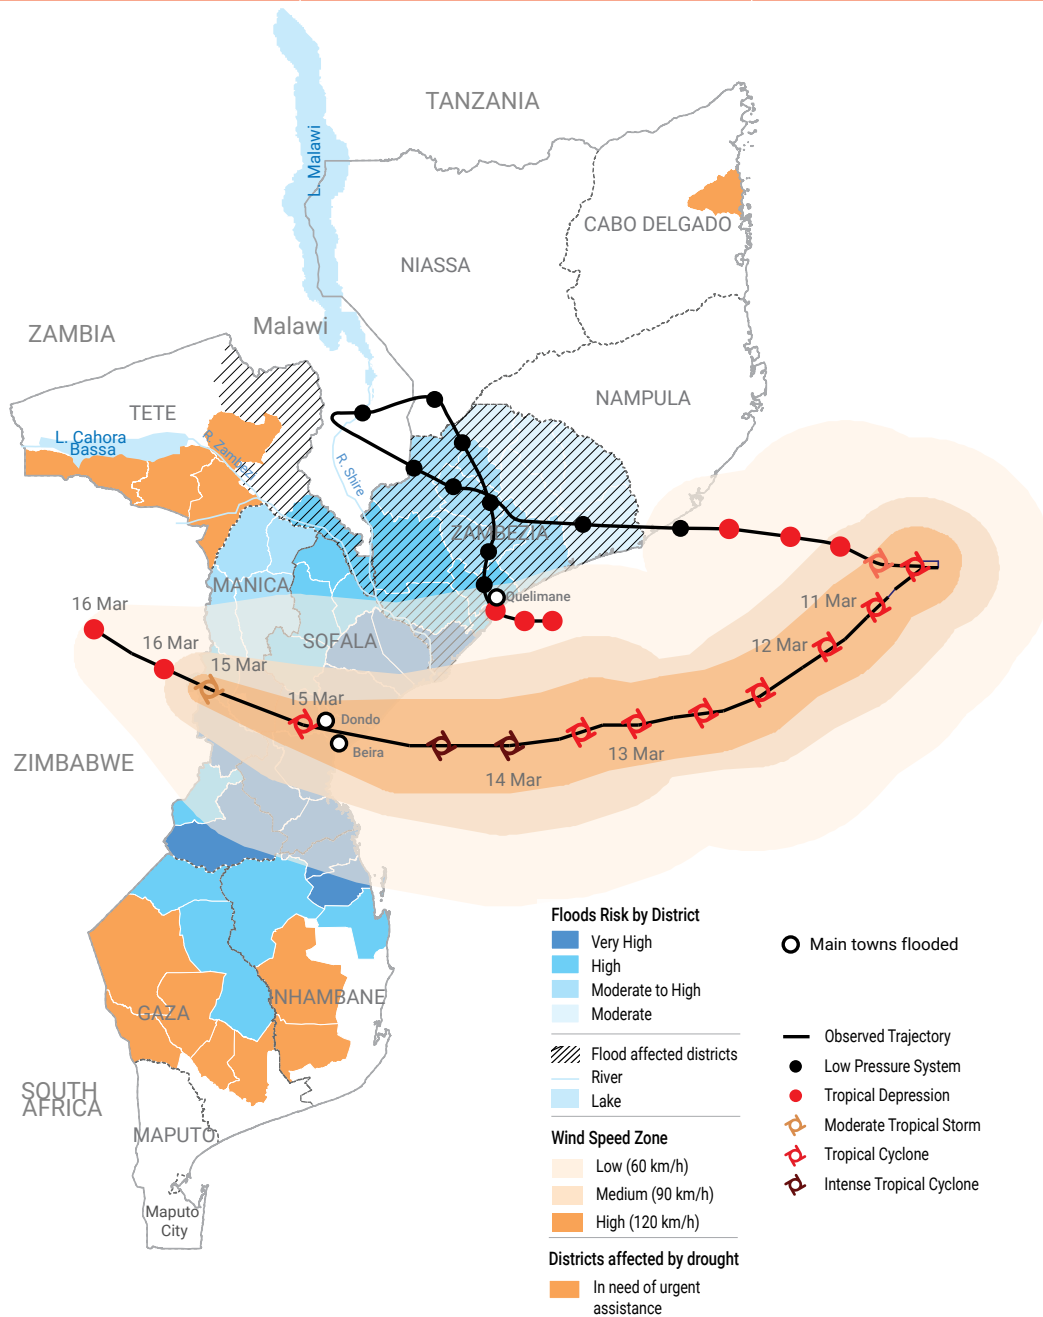 TANZANIA
L. Malawi
CABO DELGADO
NIASSA
Malawi
ZAMBIA
NAMPULA
TETE
L. Cahora
Bassa
R. Zambezi
R. Shire
ZAMBEZIA
MANICA
Quelimane
11 Mar
16 Mar
16 Mar
SOFALA
12 Mar
15 Mar
15 Mar
Dondo
Beira
13 Mar
ZIMBABWE
14 Mar
NHAMBANE
GAZA
SOUTH
AFRICA
MAPUTO
Maputo
City
Floods Risk by District
Very High
High
Moderate to High
Moderate
Flood affected districts
River
Lake
Wind Speed Zone
Low (60 km/h)
Medium (90 km/h)
High (120 km/h)
Districts affected by drought
In need of urgent
assistance
Main towns flooded
Observed Trajectory
Low Pressure System
Tropical Depression
Moderate Tropical Storm
Tropical Cyclone
Intense Tropical Cyclone